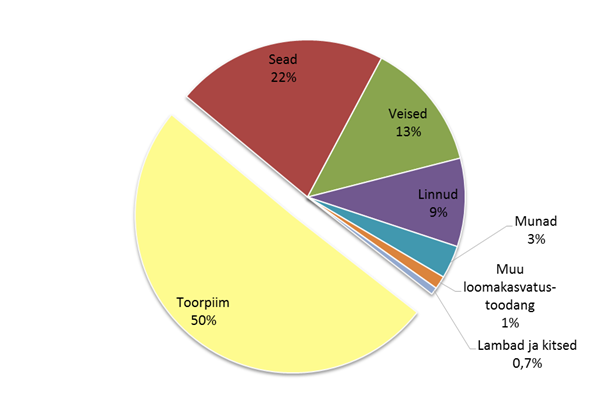 Sead
22%
Veised
13%
Linnud
9%
Munad
3%
Muu
loomakasvatus-
toodang
1%
Lambad ja kitsed
0,7%
Toorpiim
50%